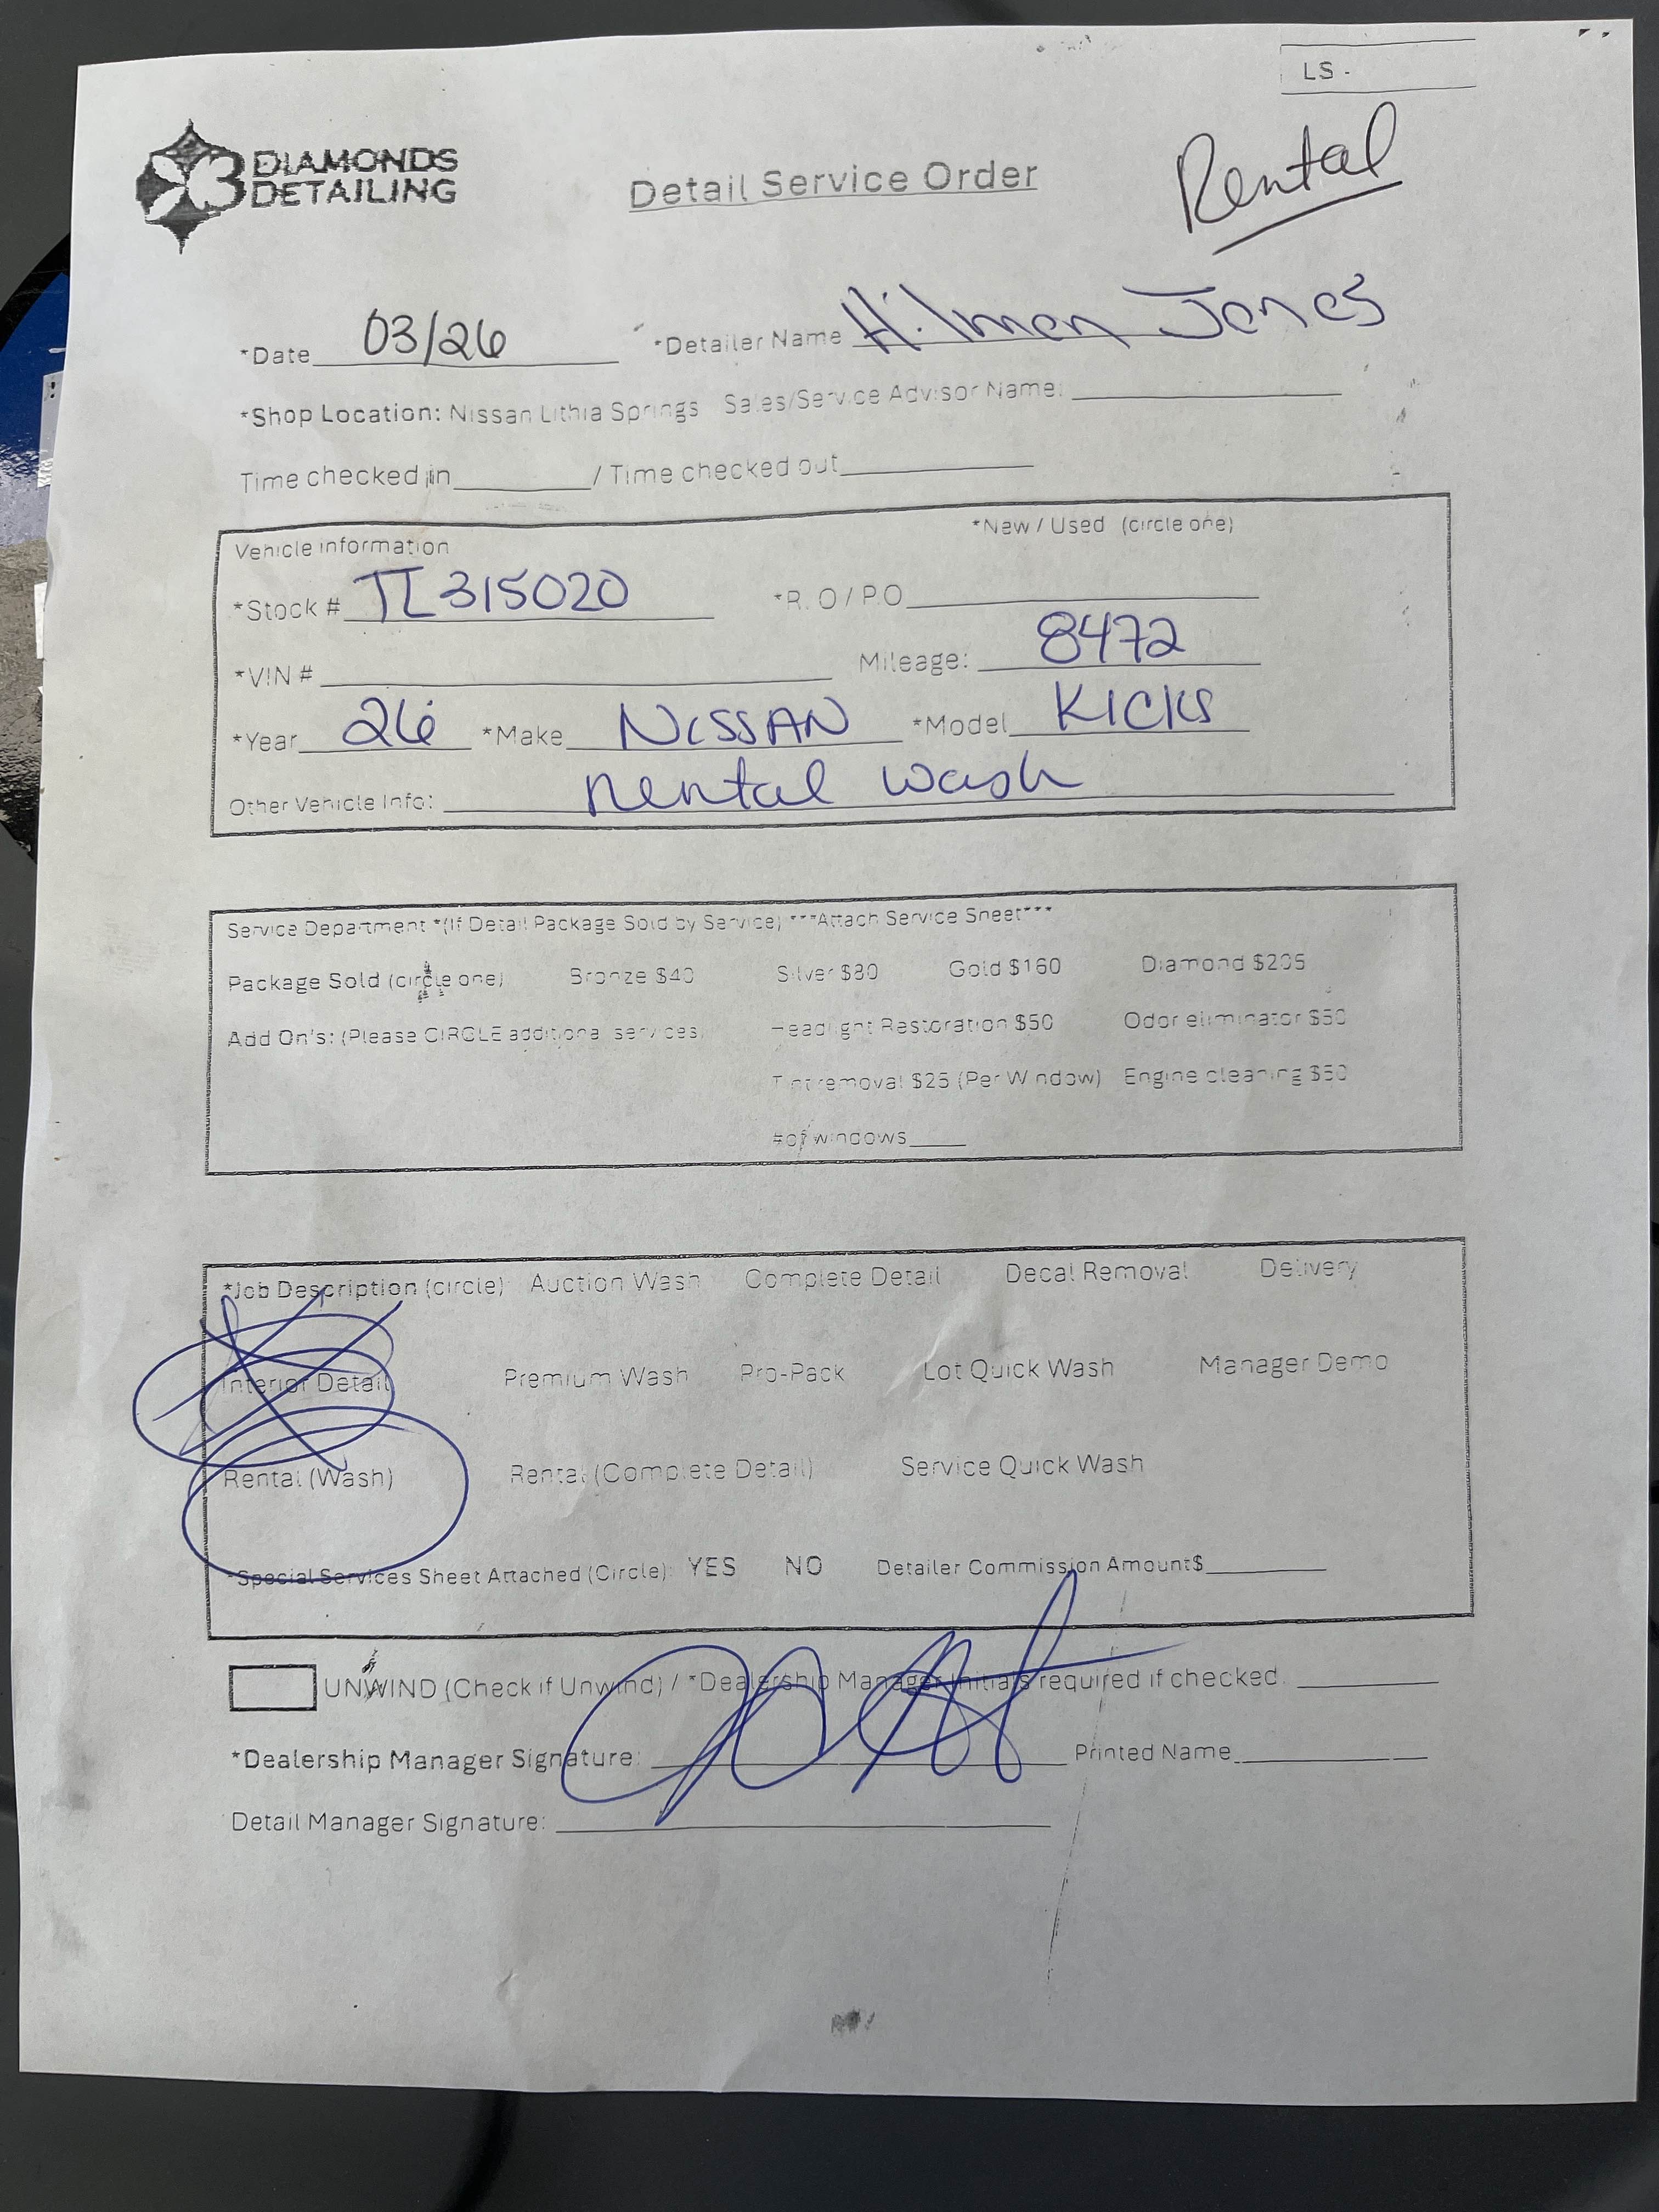 LS -
Rental
DIAMONDS
DETAILING
Detail Service Order
*Date 03/26 *Detailer Name Hilmon Jones
*Shop Location: Nissan Lithia Springs Sales/Service Advisor Name:
Time checked in / Time checked out
Vehicle information *New / Used (circle one)
*Stock # TL315020 *R.O / P.O
*VIN # Mileage: 8472
*Year 26 *Make NISSAN *Model KICKS
Other Vehicle Info: Rental wash
Service Department *(If Detail Package Sold by Service) ***Attach Service Sheet***
Package Sold (circle one) Bronze $40 Silver $80 Gold $160 Diamond $205
Add On's: (Please CIRCLE additional services) Headlight Restoration $50 Odor eliminator $50
Tint removal $25 (Per Window) Engine cleaning $50
# of windows
*Job Description (circle) Auction Wash Complete Detail Decal Removal Delivery
Interior Detail Premium Wash Pro-Pack Lot Quick Wash Manager Demo
Rental (Wash) Rental (Complete Detail) Service Quick Wash
*Special Services Sheet Attached (Circle): YES NO Detailer Commission Amount$
UNWIND (Check if Unwind) / *Dealership Manager Initials required if checked.
*Dealership Manager Signature: Printed Name
Detail Manager Signature: